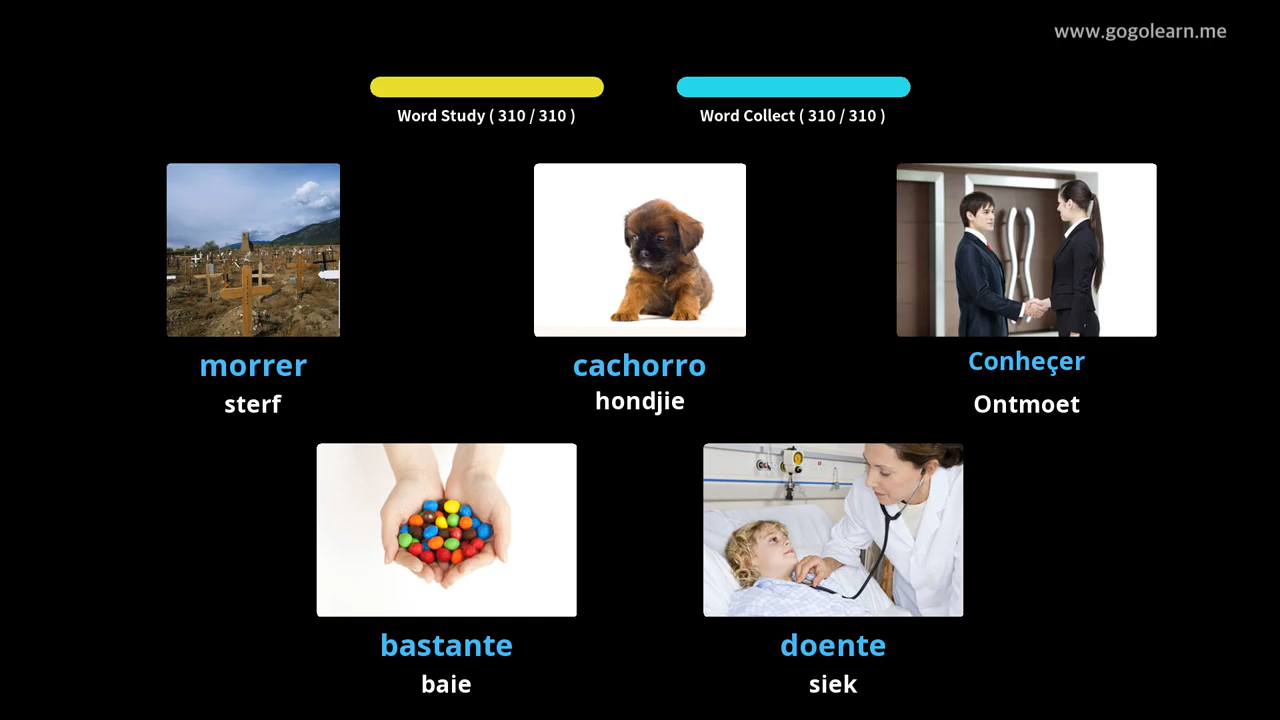 www.gogolearn.me
Word Study ( 310 / 310 )
Word Collect ( 310 / 310 )
morrer
sterf
cachorro
hondjie
Conheçer
Ontmoet
bastante
baie
doente
siek